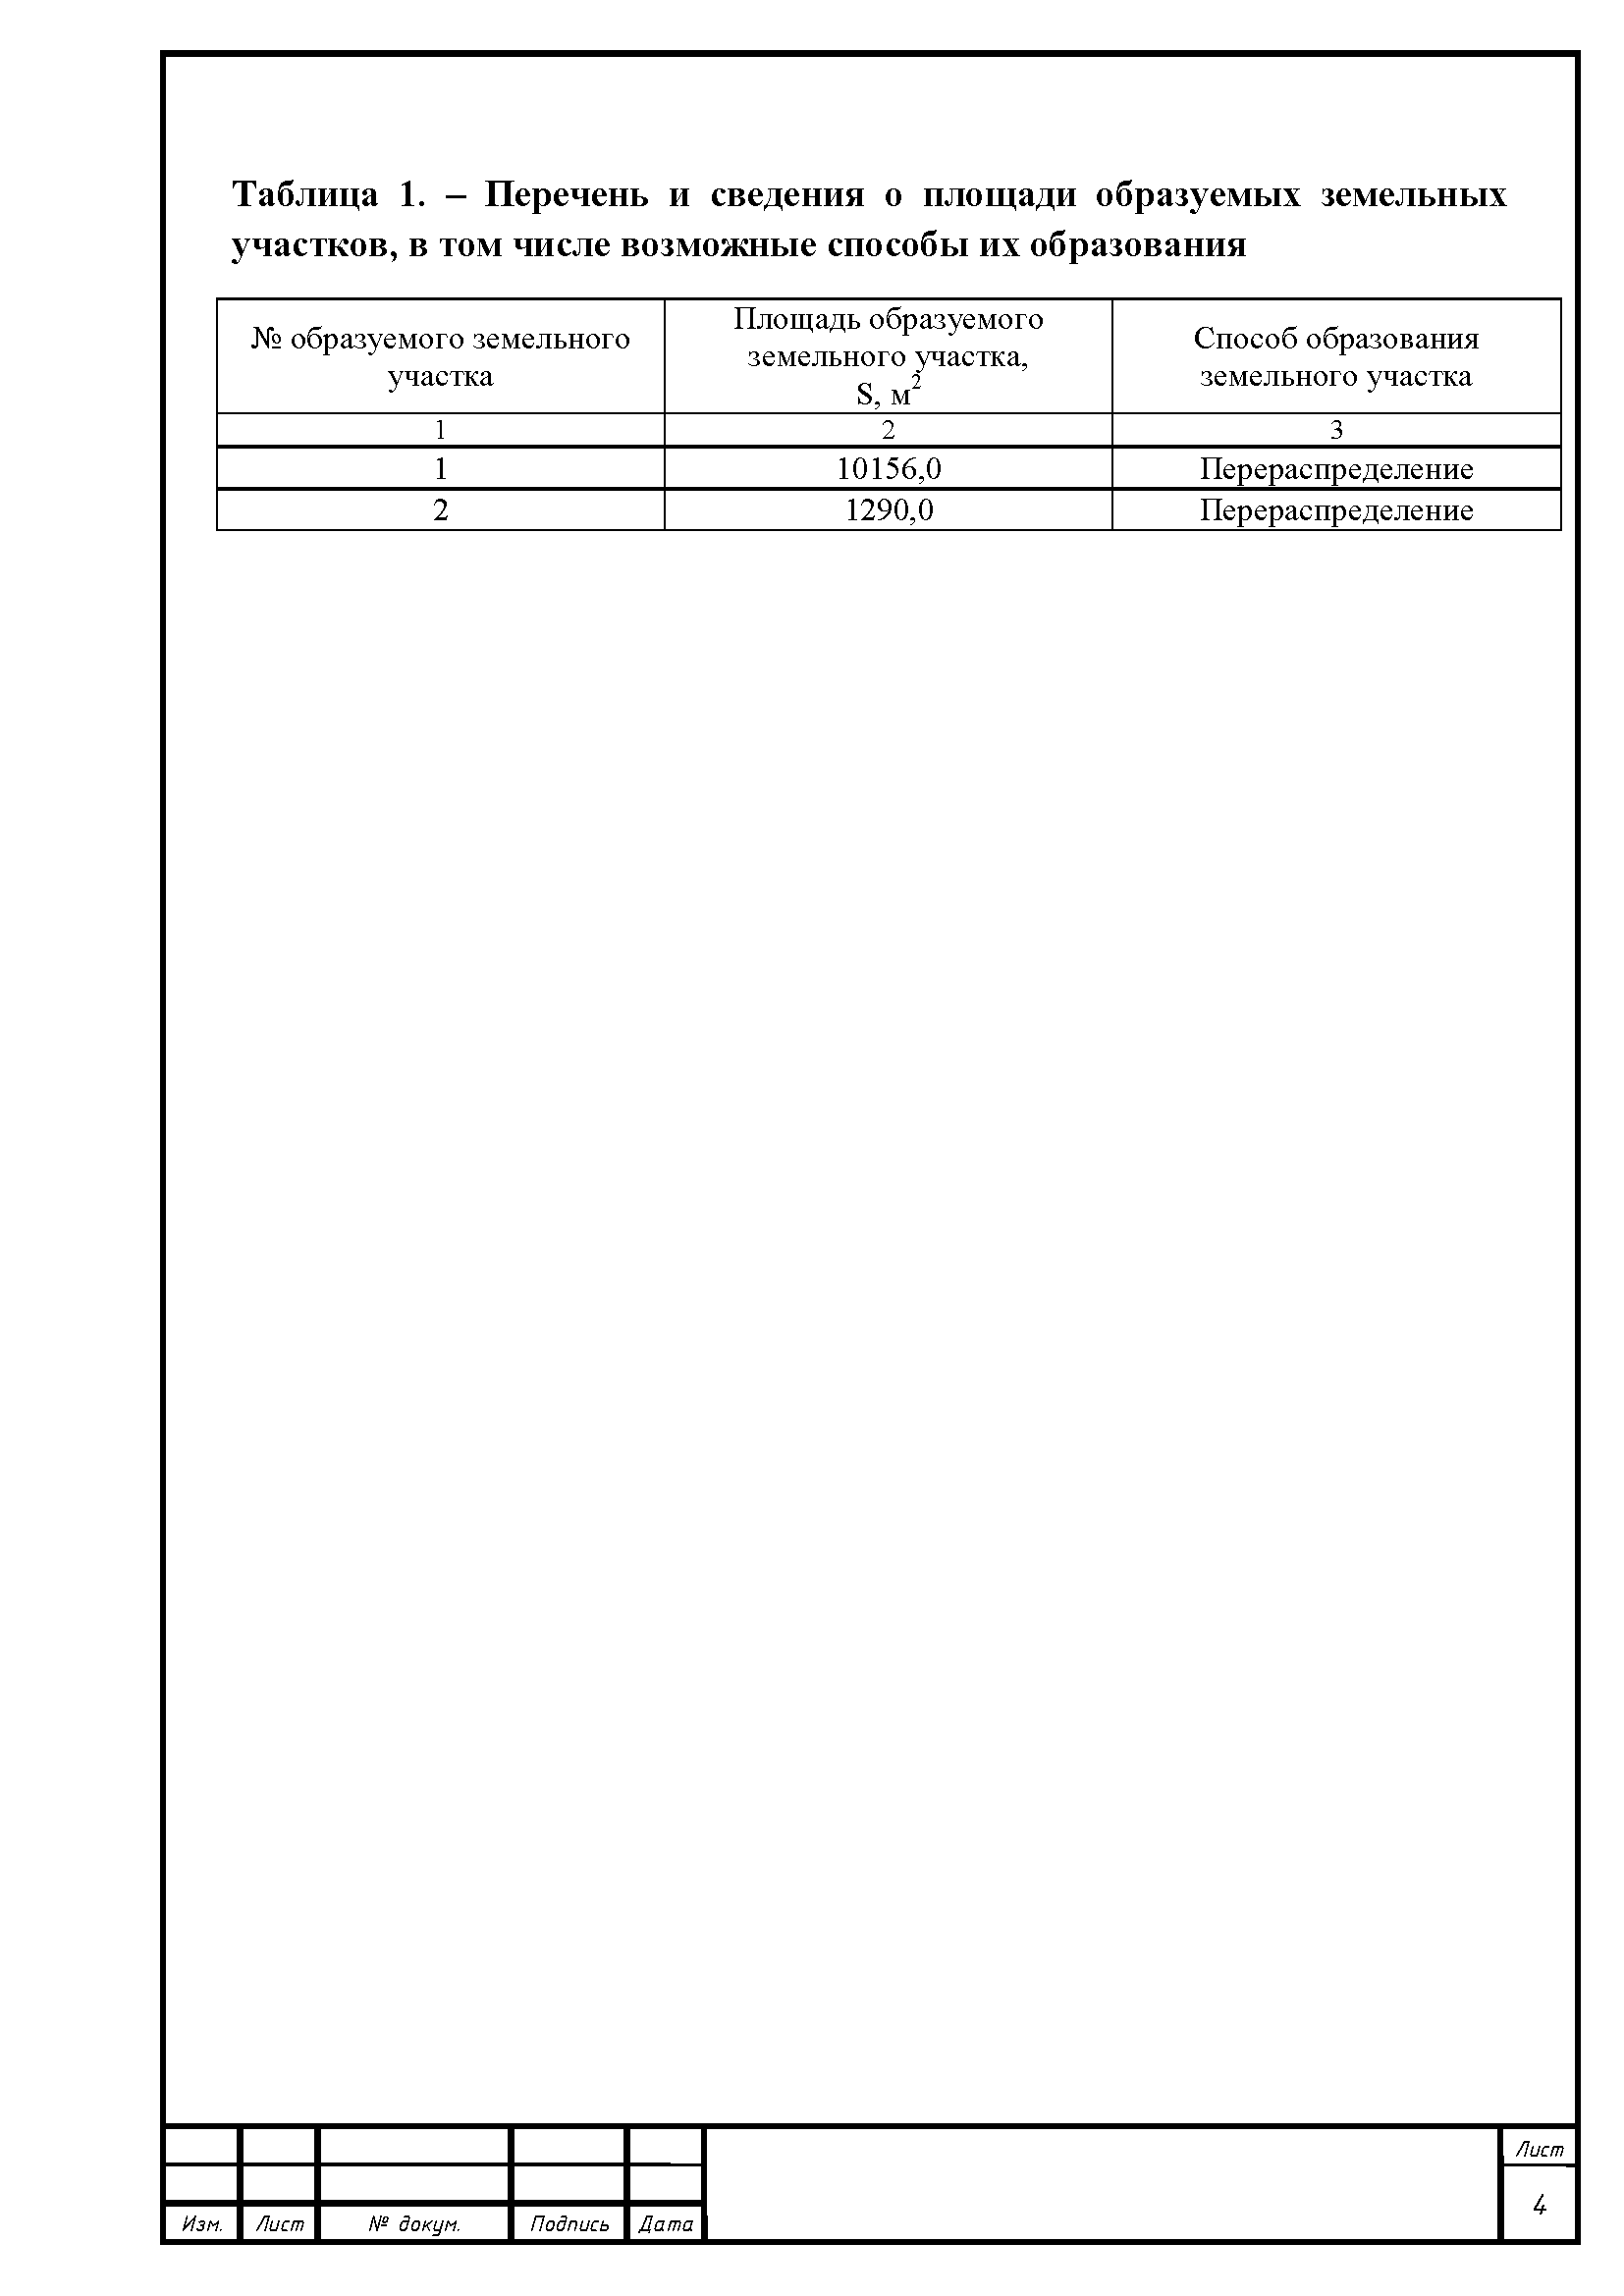 Таблица 1. – Перечень и сведения о площади образуемых земельных
участков, в том числе возможные способы их образования
№ образуемого земельного
участка
Площадь образуемого
земельного участка,
S, м²
Способ образования
земельного участка
1
2
3
1
10156,0
Перераспределение
2
1290,0
Перераспределение
Лист
4
Изм.
Лист
№ докум.
Подпись
Дата